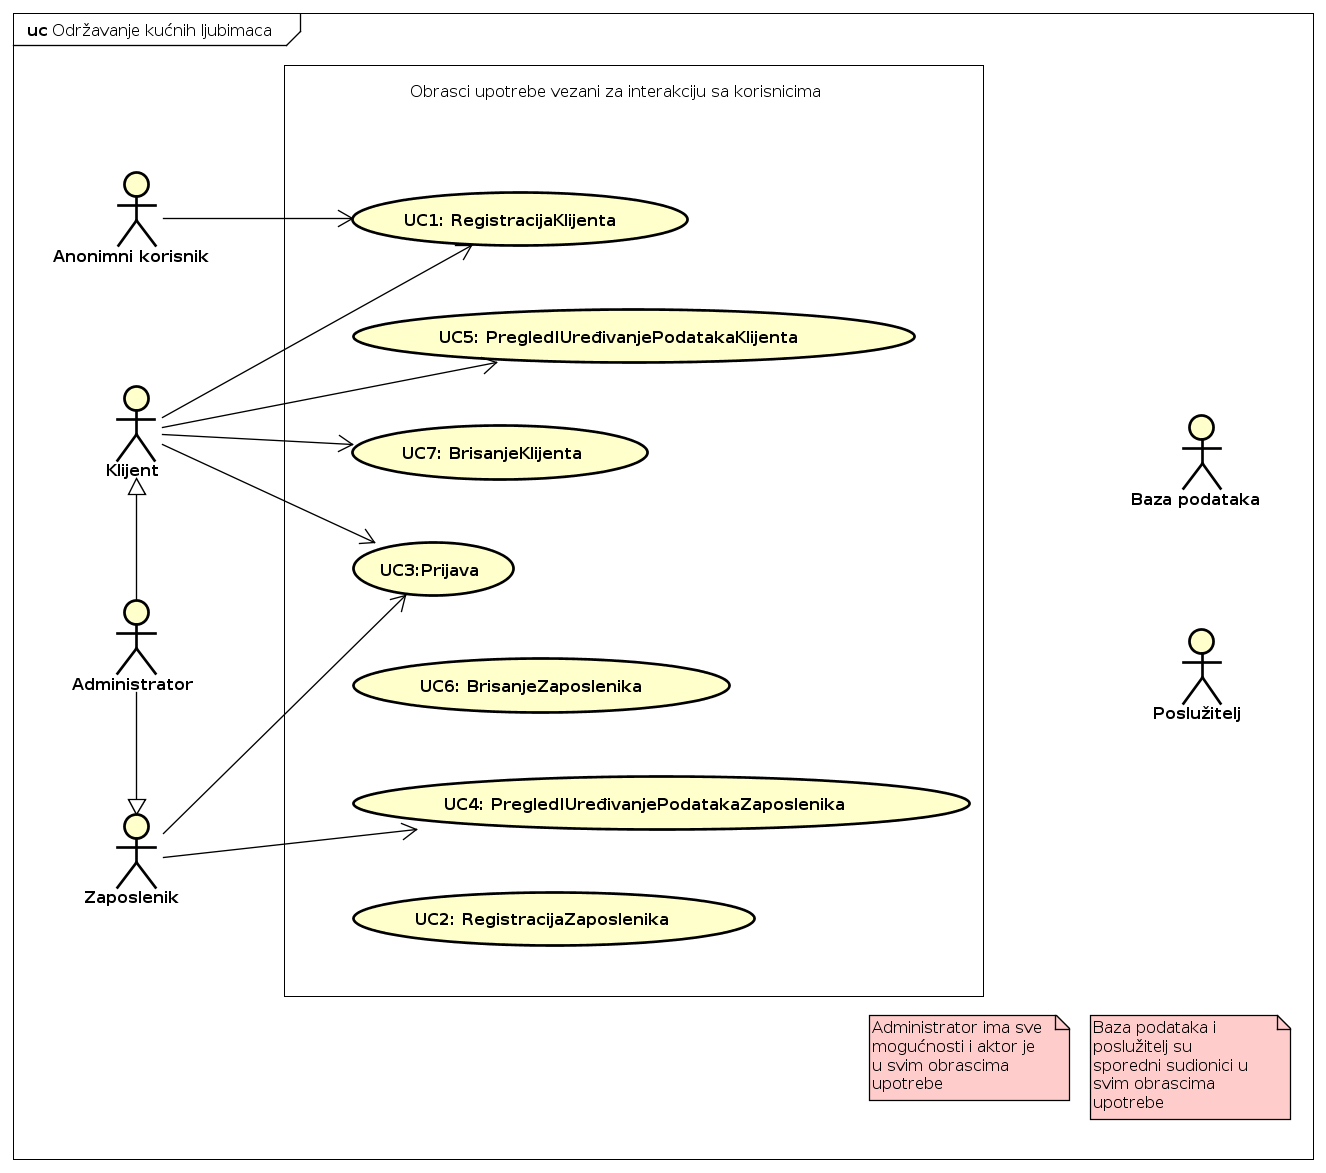 uc Održavanje kućnih ljubimaca
Obrasci upotrebe vezani za interakciju sa korisnicima
UC1: RegistracijaKlijenta
Anonimni korisnik
UC5: PregledIUređivanjePodatakaKlijenta
UC7: BrisanjeKlijenta
Klijent
Baza podataka
UC3:Prijava
UC6: BrisanjeZaposlenika
Administrator
Poslužitelj
UC4: PregledIUređivanjePodatakaZaposlenika
Zaposlenik
UC2: RegistracijaZaposlenika
Administrator ima sve
mogućnosti i aktor je
u svim obrascima
upotrebe
Baza podataka i
poslužitelj su
sporedni sudionici u
svim obrascima
upotrebe